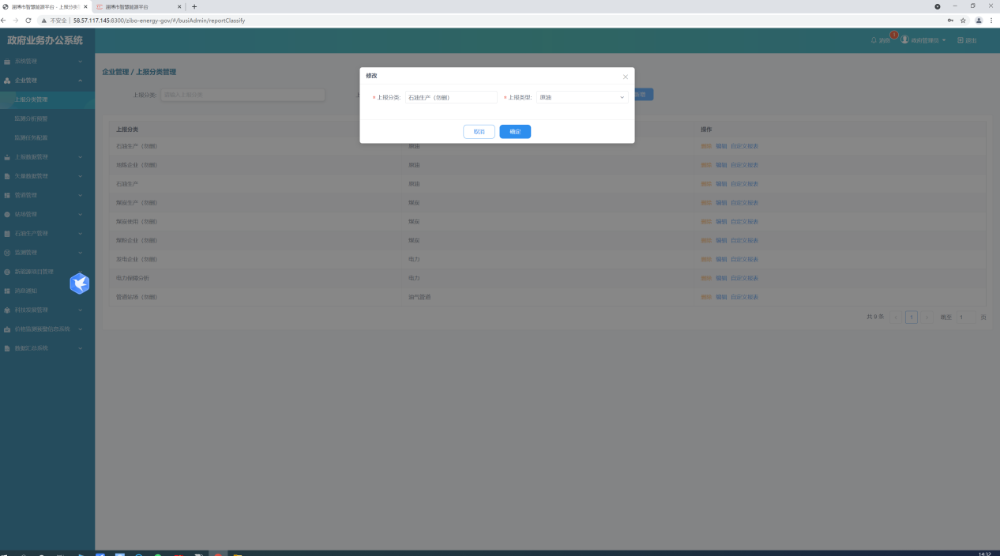 淄博市智慧能源平台 - 上报分类
淄博市智慧能源平台
不安全 | 58.57.117.145:8300/zibo-energy-gov/#/busiAdmin/reportClassify
政府业务办公系统
消息
政府管理员
退出
系统管理
企业管理
上报分类管理
监测分析预警
监测任务配置
上报数据管理
矢量数据管理
管道管理
站场管理
石油生产管理
监测管理
新能源项目管理
消息通知
科技发展管理
价格监测预警信息系统
数据汇总系统
企业管理 / 上报分类管理
上报分类: 请输入上报分类
新增
修改
* 上报分类: 石油生产（勿删） * 上报类型: 原油
取消 确定
上报分类 操作
石油生产（勿删） 原油 删除 编辑 自定义报表
地炼企业（勿删） 原油 删除 编辑 自定义报表
石油生产 原油 删除 编辑 自定义报表
煤炭生产（勿删） 煤炭 删除 编辑 自定义报表
煤炭使用（勿删） 煤炭 删除 编辑 自定义报表
煤粉企业（勿删） 煤炭 删除 编辑 自定义报表
发电企业（勿删） 电力 删除 编辑 自定义报表
电力保障分析 电力 删除 编辑 自定义报表
管道站场（勿删） 油气管道 删除 编辑 自定义报表
共 9 条 1 跳至 1 页
14:32